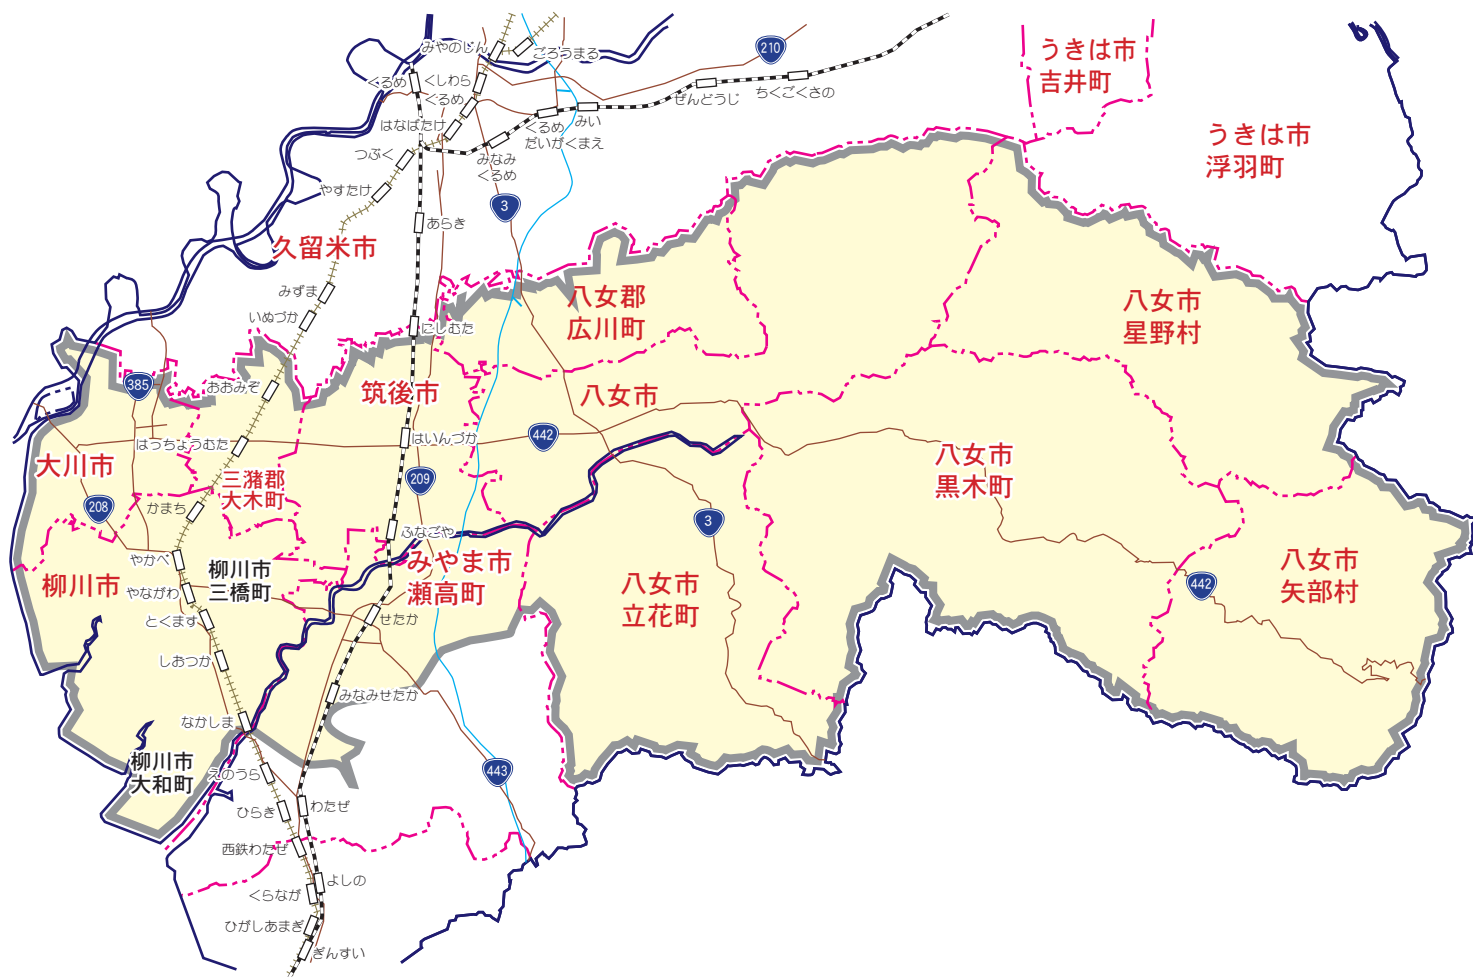 みやのじん
ごろうまる
210
うきは市
吉井町
くるめ
くしわら
くるめ
ぜんどうじ
ちくごくさの
はなばたけ
くるめ
だいがくまえ
みい
うきは市
浮羽町
つぶく
みなみ
くるめ
やすたけ
3
あらき
久留米市
みずま
いぬづか
にしむた
八女郡
広川町
八女市
星野村
385
おおみぞ
筑後市
八女市
はっちょうむた
はいんづか
442
大川市
三潴郡
大木町
209
八女市
黒木町
208
かまち
ふなごや
3
やかべ
柳川市
柳川市
三橋町
みやま市
瀬高町
八女市
立花町
442
八女市
矢部村
やながわ
とくます
せたか
しおつか
みなみせたか
なかしま
柳川市
大和町
えのうら
443
ひらき
わたぜ
西鉄わたぜ
くらなが
よしの
ひがしあまぎ
ぎんすい